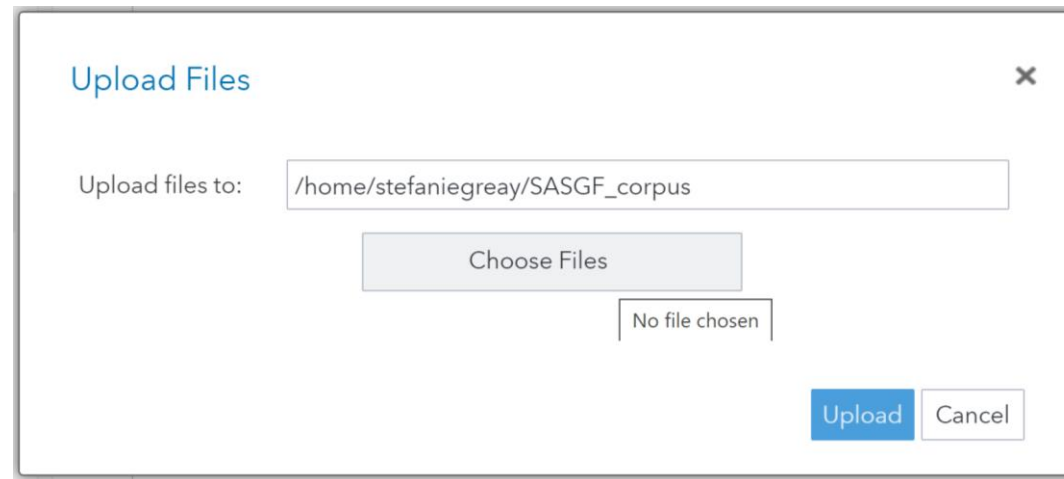 Upload Files
Upload files to: /home/stefaniegreay/SASGF_corpus
Choose Files
No file chosen
Upload Cancel